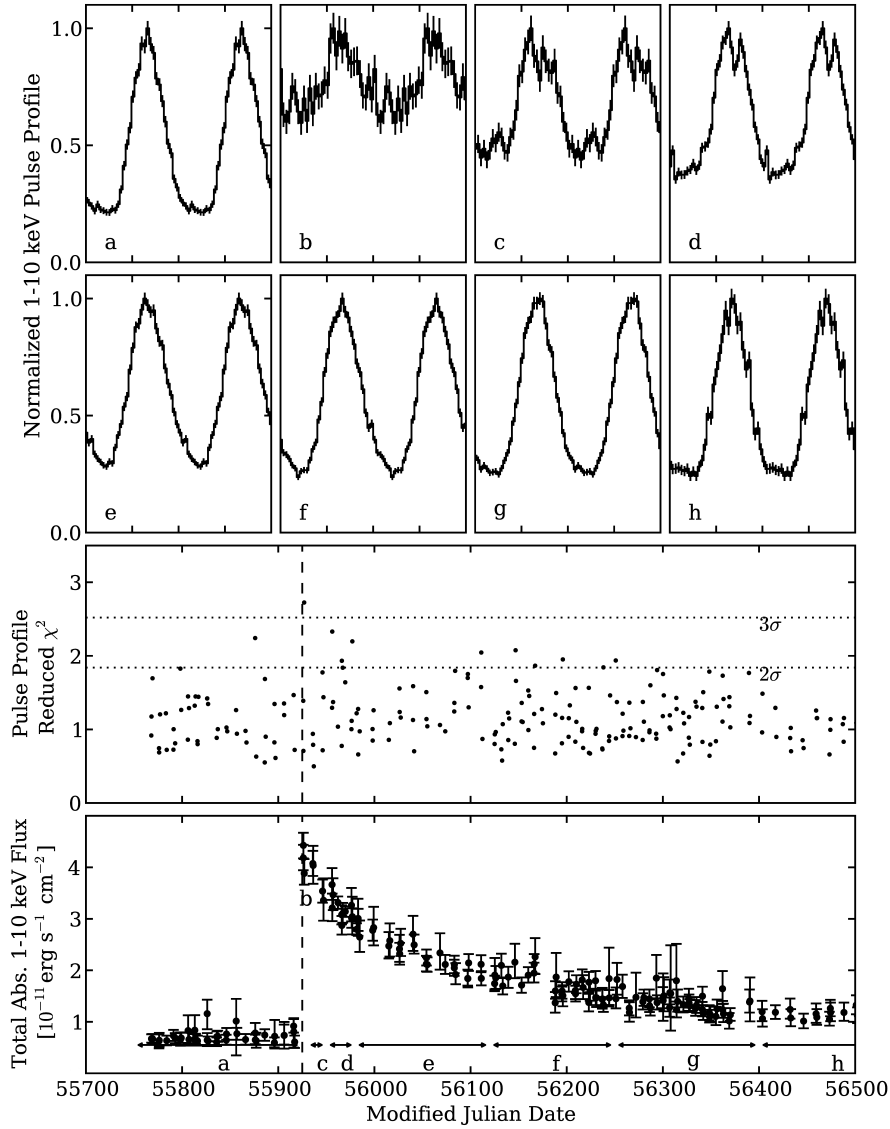 1.0
0.5
0.0
a
b
c
d
Normalized 1-10 keV Pulse Profile
1.0
0.5
0.0
e
f
g
h
3
2
1
0
Pulse Profile
Reduced χ²
3σ
2σ
4
3
2
1
Total Abs. 1-10 keV Flux
[10⁻¹¹ erg s⁻¹ cm⁻²]
b
a
c
d
e
f
g
h
55700 55800 55900 56000 56100 56200 56300 56400 56500
Modified Julian Date